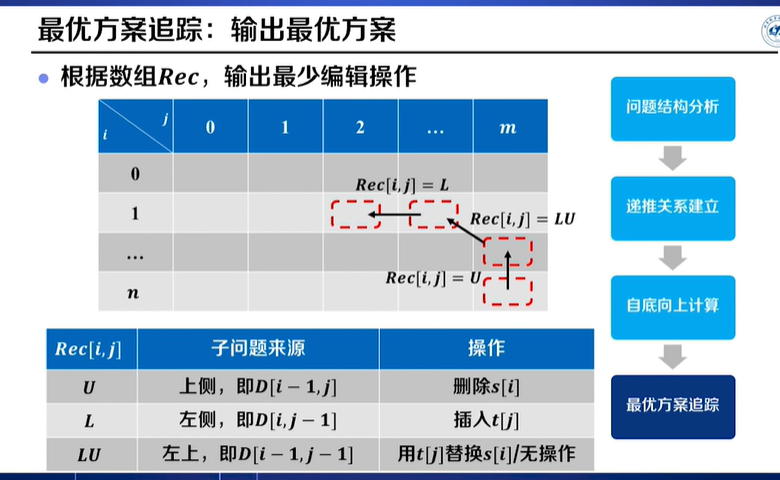 最优方案追踪：输出最优方案
根据数组Rec，输出最少编辑操作
i j 0 1 2 … m
0
Rec[i,j] = L
1
Rec[i,j] = LU
…
Rec[i,j] = U
n
Rec[i,j] 子问题来源 操作
U 上侧，即D[i − 1,j] 删除s[i]
L 左侧，即D[i,j − 1] 插入t[j]
LU 左上，即D[i − 1,j − 1] 用t[j]替换s[i]/无操作
问题结构分析
递推关系建立
自底向上计算
最优方案追踪